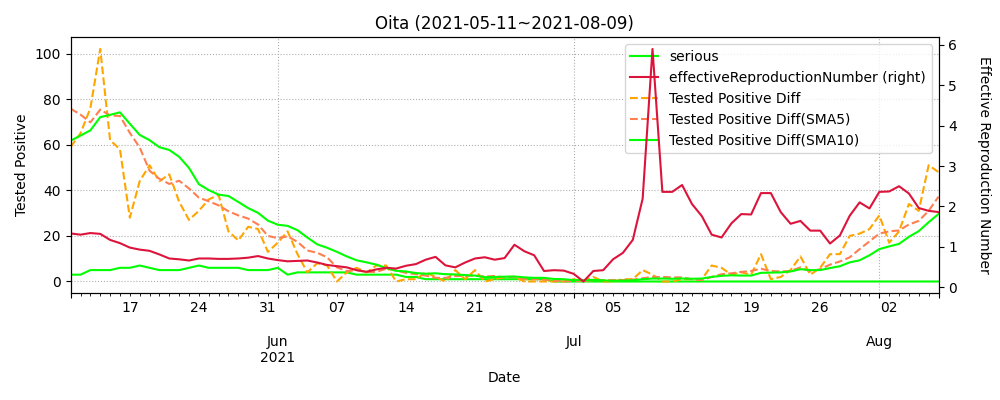 Oita (2021-05-11~2021-08-09)
serious
effectiveReproductionNumber (right)
Tested Positive Diff
Tested Positive Diff(SMA5)
Tested Positive Diff(SMA10)
Tested Positive
100
80
60
40
20
0
Effective Reproduction Number
6
5
4
3
2
1
0
17 24 31 07 14 21 28 05 12 19 26 02
Jun Jul Aug
2021
Date